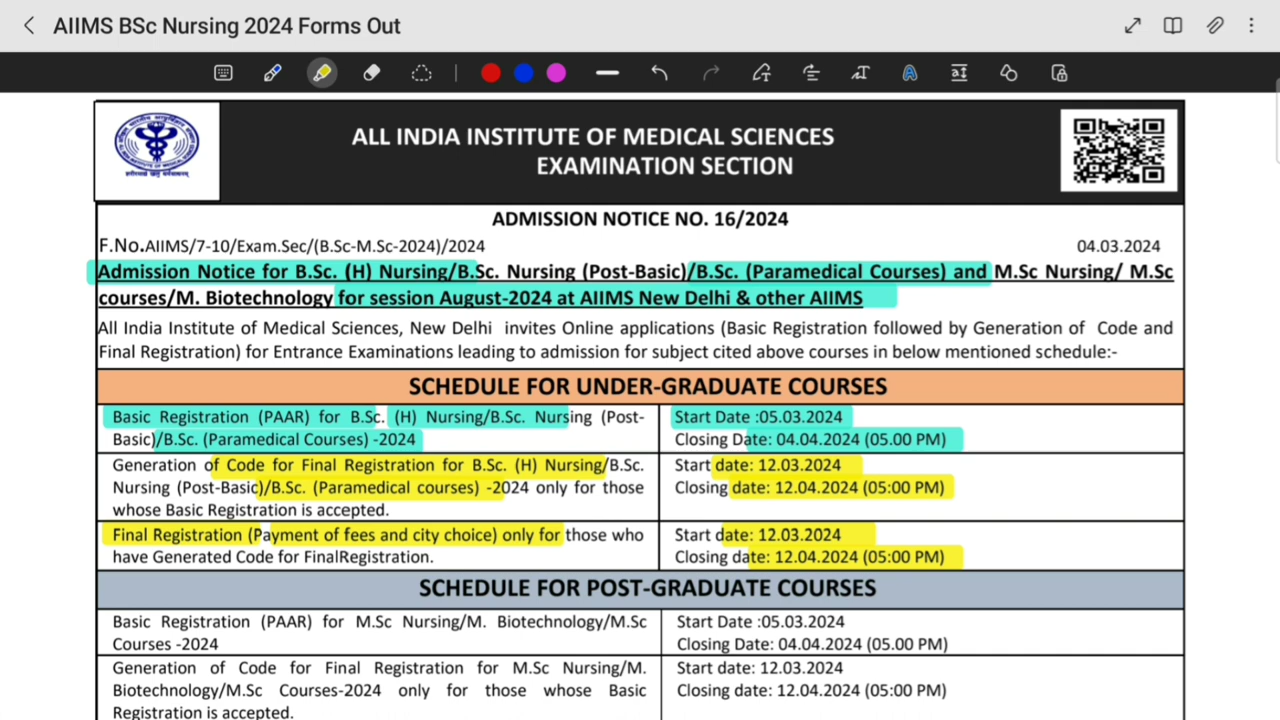 AIIMS BSc Nursing 2024 Forms Out
ALL INDIA INSTITUTE OF MEDICAL SCIENCES
EXAMINATION SECTION
ADMISSION NOTICE NO. 16/2024
F.No.AIIMS/7-10/Exam.Sec/(B.Sc-M.Sc-2024)/2024 04.03.2024
Admission Notice for B.Sc. (H) Nursing/B.Sc. Nursing (Post-Basic)/B.Sc. (Paramedical Courses) and M.Sc Nursing/ M.Sc
courses/M. Biotechnology for session August-2024 at AIIMS New Delhi & other AIIMS
All India Institute of Medical Sciences, New Delhi invites Online applications (Basic Registration followed by Generation of Code and
Final Registration) for Entrance Examinations leading to admission for subject cited above courses in below mentioned schedule:-
SCHEDULE FOR UNDER-GRADUATE COURSES
Basic Registration (PAAR) for B.Sc. (H) Nursing/B.Sc. Nursing (Post-
Basic)/B.Sc. (Paramedical Courses) -2024
Start Date :05.03.2024
Closing Date: 04.04.2024 (05.00 PM)
Generation of Code for Final Registration for B.Sc. (H) Nursing/B.Sc.
Nursing (Post-Basic)/B.Sc. (Paramedical courses) -2024 only for those
whose Basic Registration is accepted.
Start date: 12.03.2024
Closing date: 12.04.2024 (05:00 PM)
Final Registration (Payment of fees and city choice) only for those who
have Generated Code for FinalRegistration.
Start date: 12.03.2024
Closing date: 12.04.2024 (05:00 PM)
SCHEDULE FOR POST-GRADUATE COURSES
Basic Registration (PAAR) for M.Sc Nursing/M. Biotechnology/M.Sc
Courses -2024
Start Date :05.03.2024
Closing Date: 04.04.2024 (05.00 PM)
Generation of Code for Final Registration for M.Sc Nursing/M.
Biotechnology/M.Sc Courses-2024 only for those whose Basic
Registration is accepted.
Start date: 12.03.2024
Closing date: 12.04.2024 (05:00 PM)